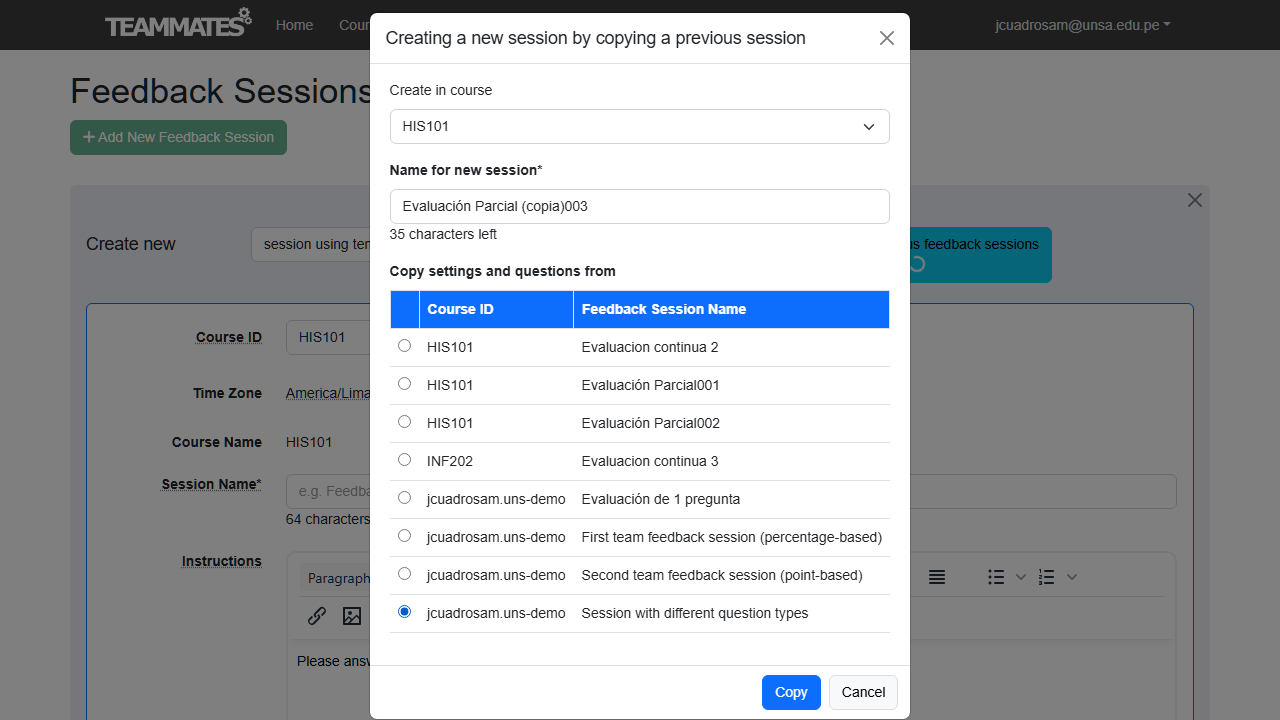 TEAMMATES
Home
Cour
jcuadrosam@unsa.edu.pe
Creating a new session by copying a previous session
Feedback Sessions
Add New Feedback Session
Create in course
HIS101
Name for new session*
Evaluación Parcial (copia)003
35 characters left
Create new
session using
feedback sessions
Copy settings and questions from
Course ID Feedback Session Name
HIS101 Evaluacion continua 2
HIS101 Evaluación Parcial001
HIS101 Evaluación Parcial002
INF202 Evaluacion continua 3
jcuadrosam.uns-demo Evaluación de 1 pregunta
jcuadrosam.uns-demo First team feedback session (percentage-based)
jcuadrosam.uns-demo Second team feedback session (point-based)
jcuadrosam.uns-demo Session with different question types
Copy
Cancel
Course ID HIS101
Time Zone America/Lima
Course Name HIS101
Session Name* e.g. Feedba
64 characters
Instructions
Paragraph
Please answ